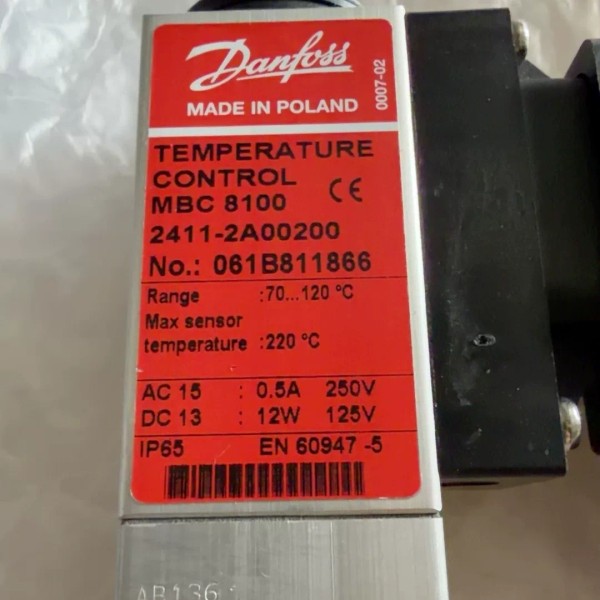 Danfoss
MADE IN POLAND
0007-02
TEMPERATURE
CONTROL
MBC 8100
CE
2411-2A00200
No.: 061B811866
Range :70...120 °C
Max sensor
temperature :220 °C
AC 15 : 0.5A 250V
DC 13 : 12W 125V
IP65 EN 60947 -5
AB136